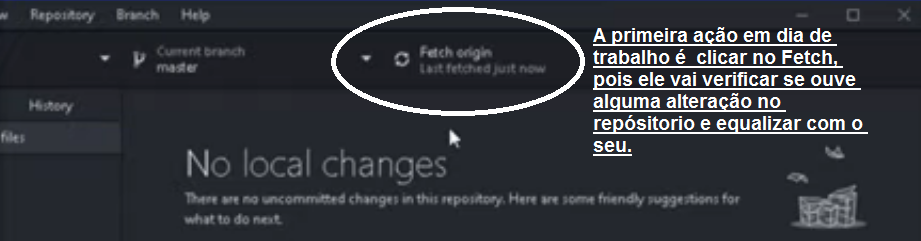 Repository Branch Help
Current branch
master
Fetch origin
Last fetched just now
A primeira ação em dia de
trabalho é clicar no Fetch,
pois ele vai verificar se ouve
alguma alteração no
repósitorio e equalizar com o
seu.
History
files
No local changes
There are no uncommitted changes in this repository. Here are some friendly suggestions for
what to do next.